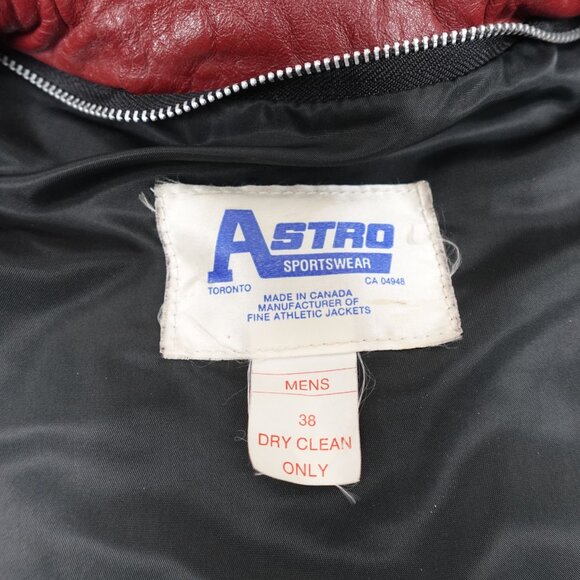 ASTRO
SPORTSWEAR
TORONTO CA 04948
MADE IN CANADA
MANUFACTURER OF
FINE ATHLETIC JACKETS
MENS
38
DRY CLEAN
ONLY